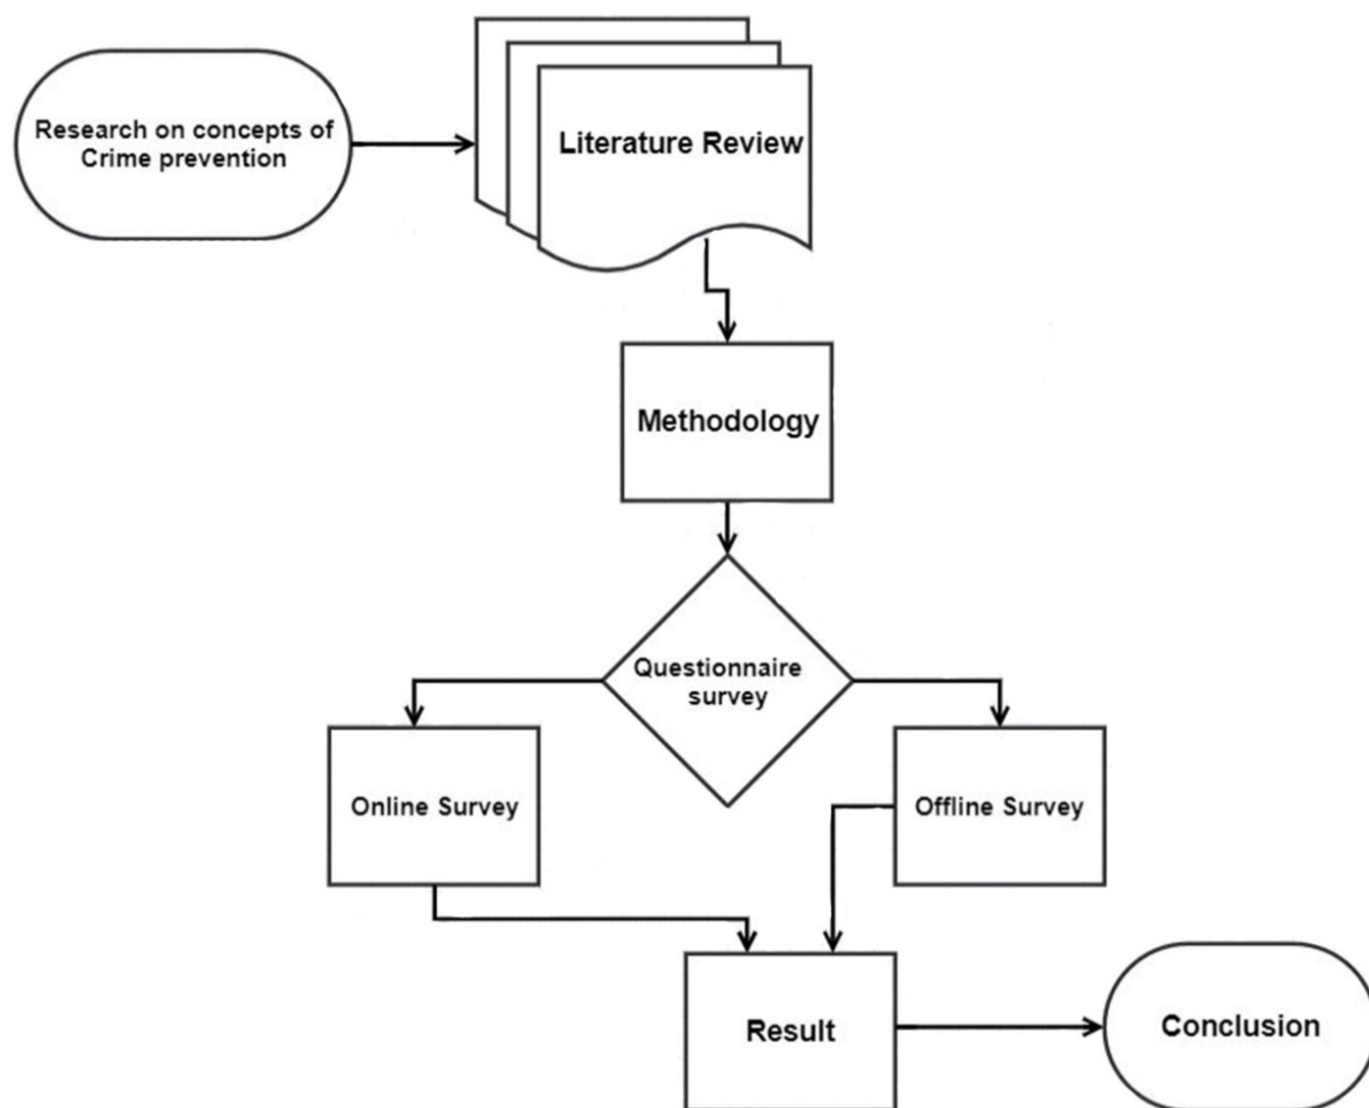 Research on concepts of
Crime prevention
Literature Review
Methodology
Questionnaire
survey
Online Survey
Offline Survey
Result
Conclusion